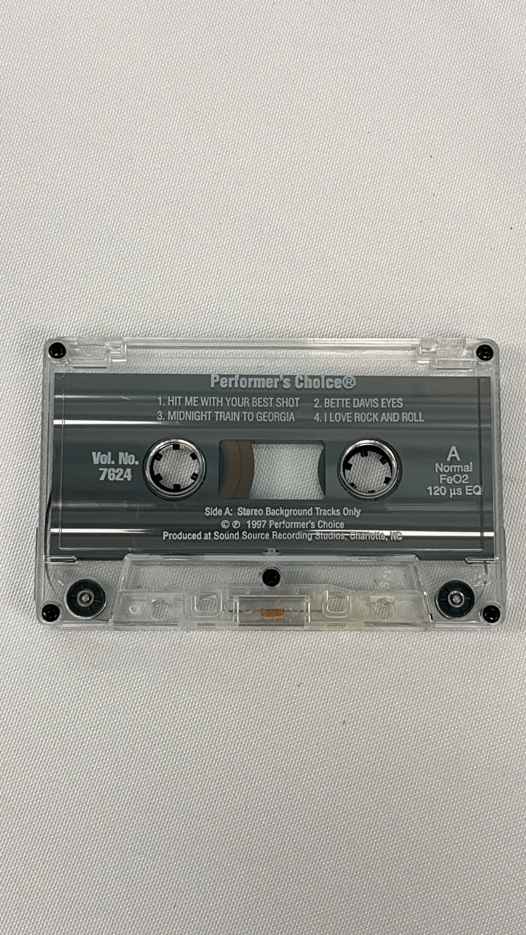 Performer's Choice®
1. HIT ME WITH YOUR BEST SHOT 2. BETTE DAVIS EYES
3. MIDNIGHT TRAIN TO GEORGIA 4. I LOVE ROCK AND ROLL
Vol. No.
7624
A
Normal
FeO2
120 µs EQ
Side A: Stereo Background Tracks Only
© ℗ 1997 Performer's Choice
Produced at Sound Source Recording Studios, Charlotte, NC